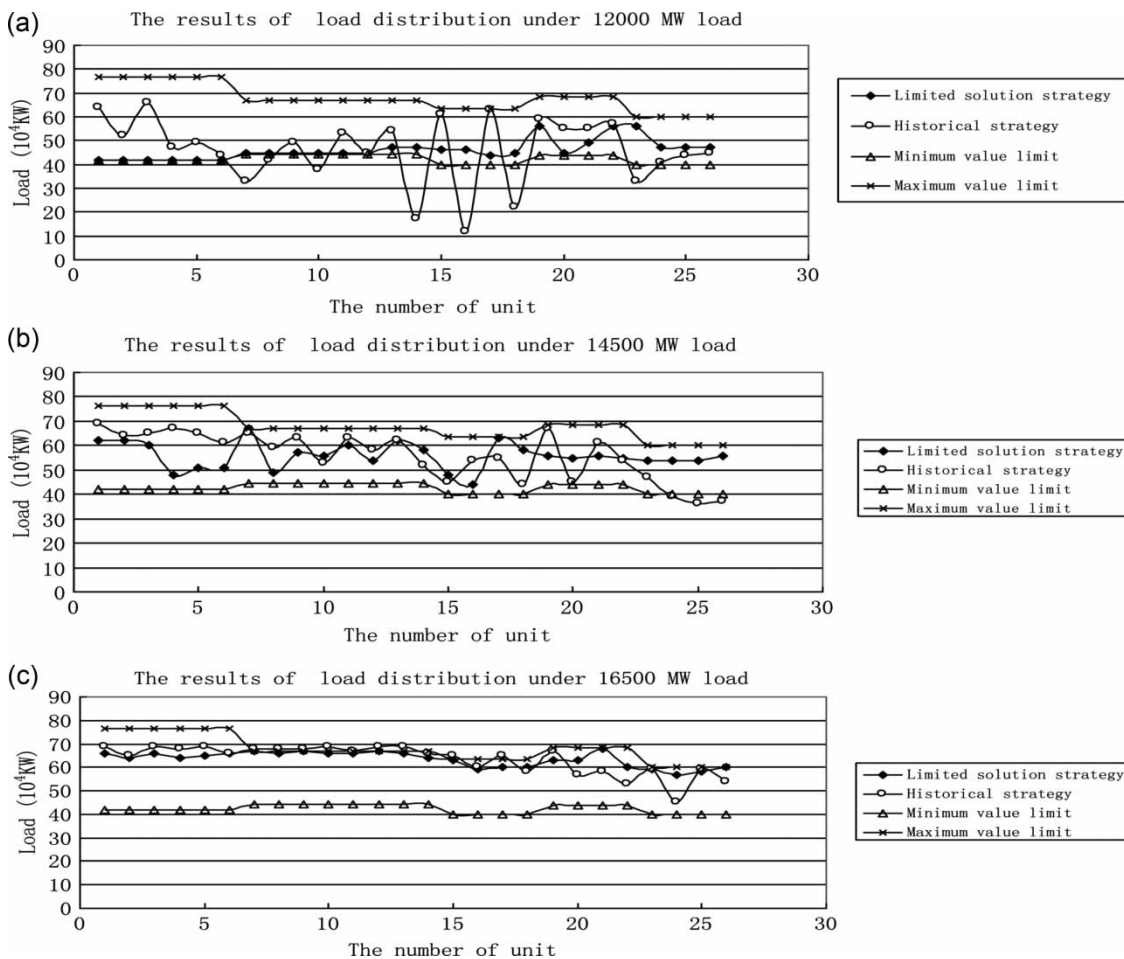 (a)
The results of load distribution under 12000 MW load
Load (10⁴KW)
90
80
70
60
50
40
30
20
10
0
0 5 10 15 20 25 30
The number of unit
Limited solution strategy
Historical strategy
Minimum value limit
Maximum value limit
(b)
The results of load distribution under 14500 MW load
Load (10⁴KW)
90
80
70
60
50
40
30
20
10
0
0 5 10 15 20 25 30
The number of unit
Limited solution strategy
Historical strategy
Minimum value limit
Maximum value limit
(c)
The results of load distribution under 16500 MW load
Load (10⁴KW)
90
80
70
60
50
40
30
20
10
0
0 5 10 15 20 25 30
The number of unit
Limited solution strategy
Historical strategy
Minimum value limit
Maximum value limit